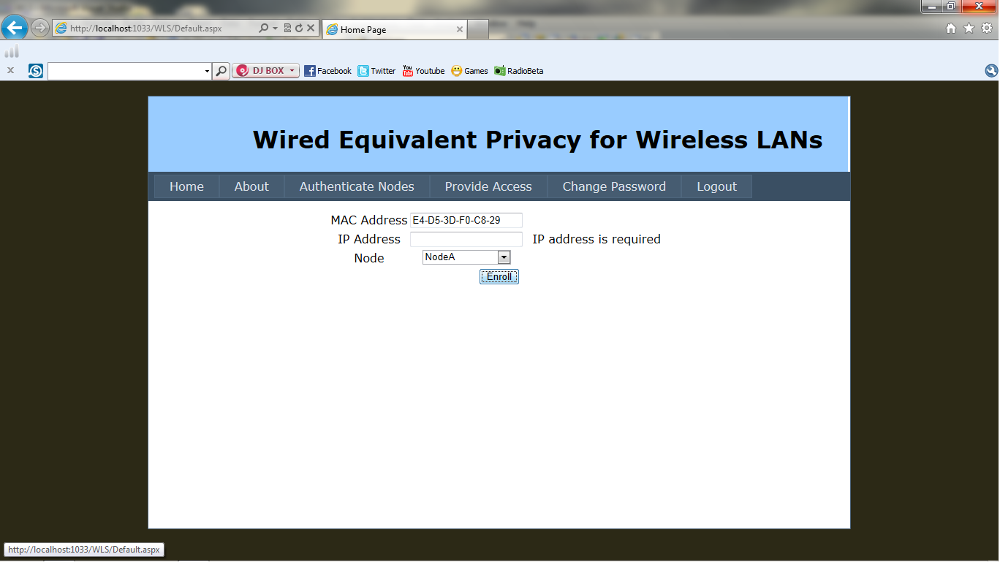 http://localhost:1033/WLS/Default.aspx
Home Page
DJ BOX
Facebook
Twitter
You Tube
Youtube
Games
RadioBeta
Wired Equivalent Privacy for Wireless LANs
Home
About
Authenticate Nodes
Provide Access
Change Password
Logout
MAC Address E4-D5-3D-F0-C8-29
IP Address IP address is required
Node NodeA
Enroll
http://localhost:1033/WLS/Default.aspx